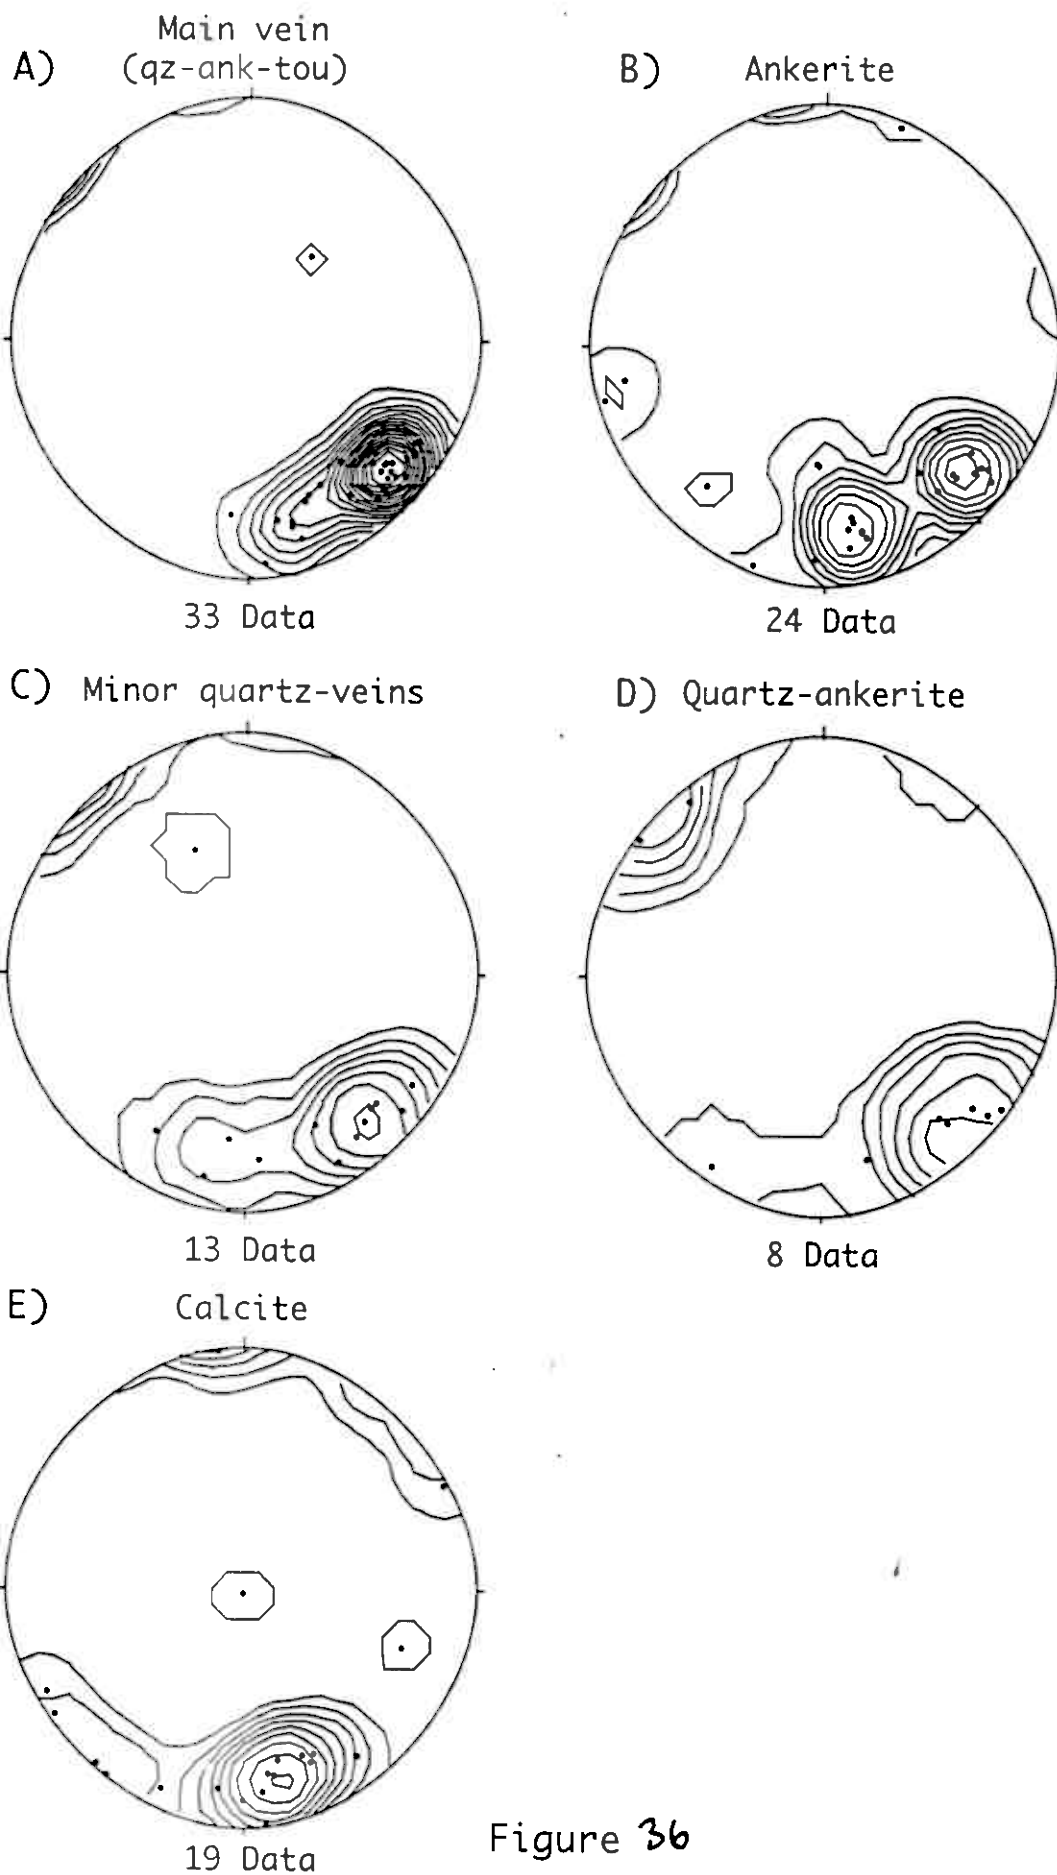 A) Main vein
(qz-ank-tou)
33 Data
B) Ankerite
24 Data
C) Minor quartz-veins
13 Data
D) Quartz-ankerite
8 Data
E) Calcite
19 Data
Figure 36